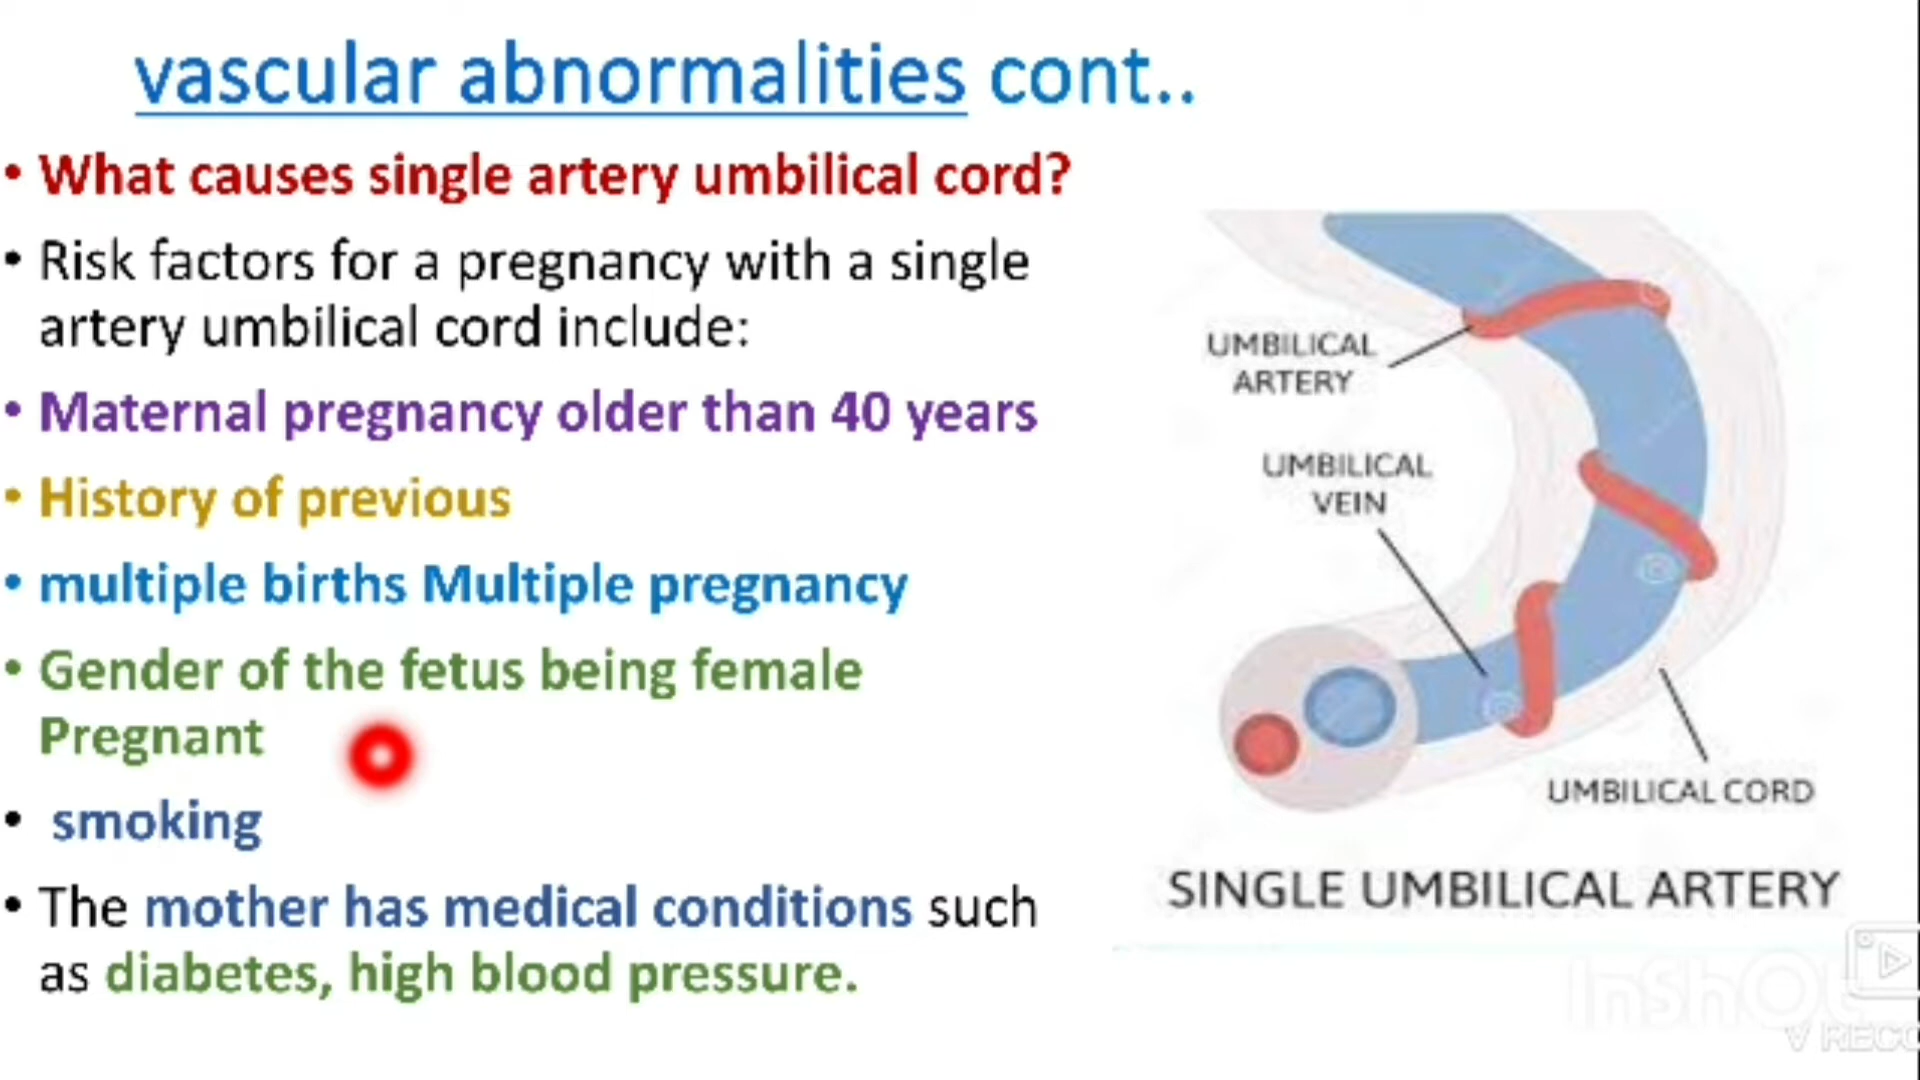 vascular abnormalities cont..
• What causes single artery umbilical cord?
• Risk factors for a pregnancy with a single
artery umbilical cord include:
• Maternal pregnancy older than 40 years
• History of previous
• multiple births Multiple pregnancy
• Gender of the fetus being female
Pregnant
• smoking
• The mother has medical conditions such
as diabetes, high blood pressure.
UMBILICAL
ARTERY
UMBILICAL
VEIN
UMBILICAL CORD
SINGLE UMBILICAL ARTERY
InShOt
V RECO